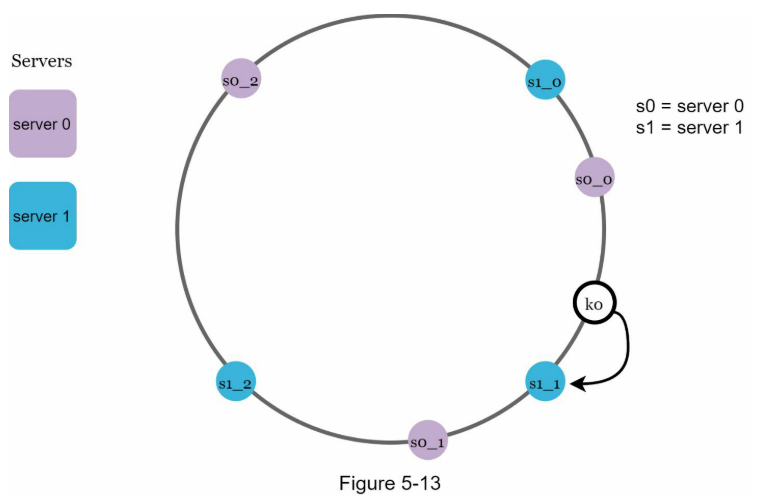 Servers
server 0
server 1
s0_2
s1_0
s0 = server 0
s1 = server 1
s0_0
k0
s1_2
s1_1
s0_1
Figure 5-13